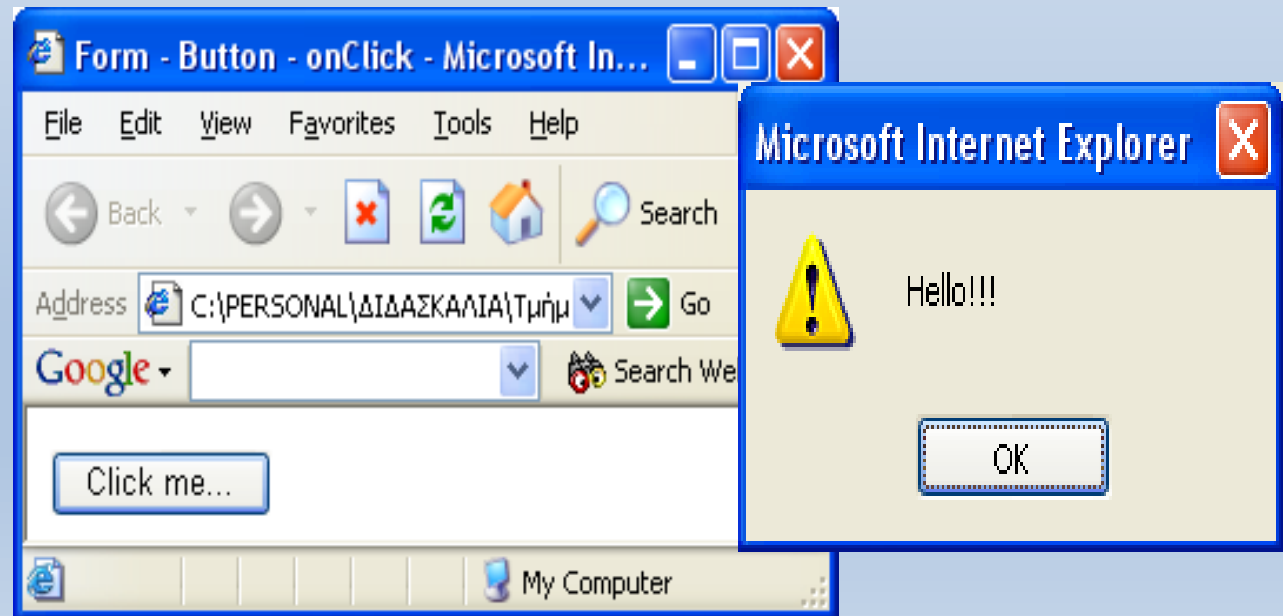 Form - Button - onClick - Microsoft In...
File Edit View Favorites Tools Help
Back Search
Address C:\PERSONAL\ΔΙΔΑΣΚΑΛΙΑ\Τμήμ Go
Google Search We
Click me...
My Computer
Microsoft Internet Explorer
Hello!!!
OK